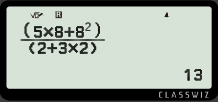 √□/ R
(5×8+8²)
(2+3×2)
13
CLASSWIZ